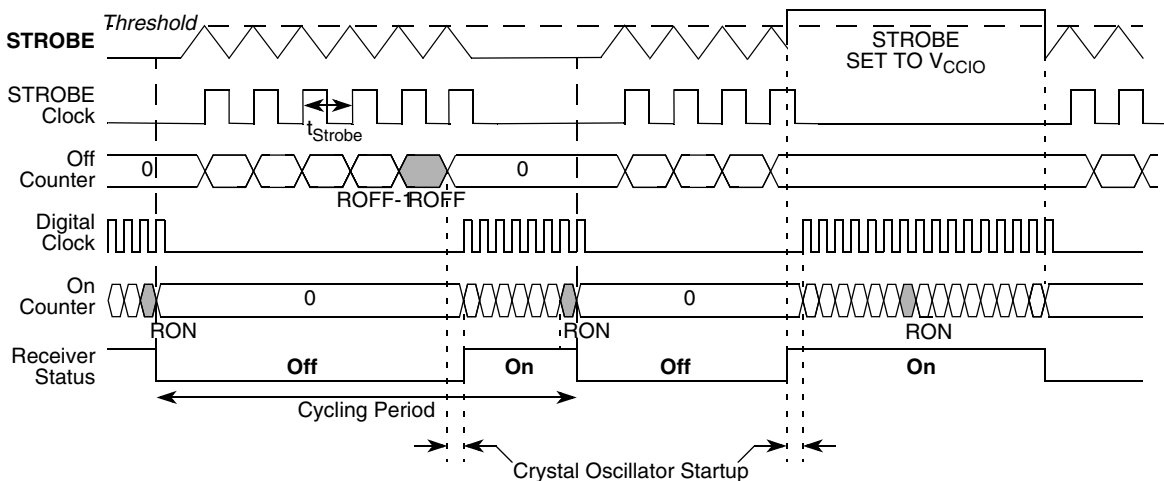 Threshold
STROBE
STROBE
SET TO VCCIO
STROBE
Clock
tStrobe
Off
Counter
0
0
ROFF-1
ROFF
Digital
Clock
On
Counter
0
0
RON
RON
RON
Receiver
Status
Off
On
Off
On
Cycling Period
Crystal Oscillator Startup